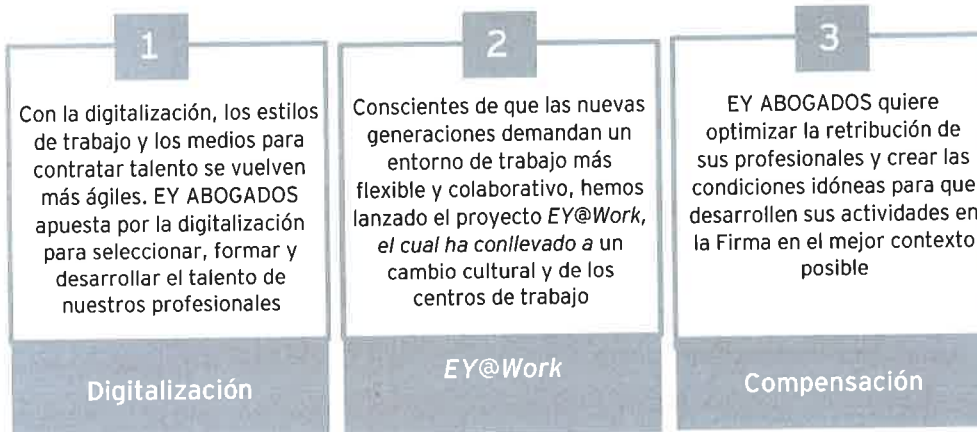 1
Con la digitalización, los estilos
de trabajo y los medios para
contratar talento se vuelven
más ágiles. EY ABOGADOS
apuesta por la digitalización
para seleccionar, formar y
desarrollar el talento de
nuestros profesionales
Digitalización
2
Conscientes de que las nuevas
generaciones demandan un
entorno de trabajo más
flexible y colaborativo, hemos
lanzado el proyecto EY@Work,
el cual ha conllevado a un
cambio cultural y de los
centros de trabajo
EY@Work
3
EY ABOGADOS quiere
optimizar la retribución de
sus profesionales y crear las
condiciones idóneas para que
desarrollen sus actividades en
la Firma en el mejor contexto
posible
Compensación